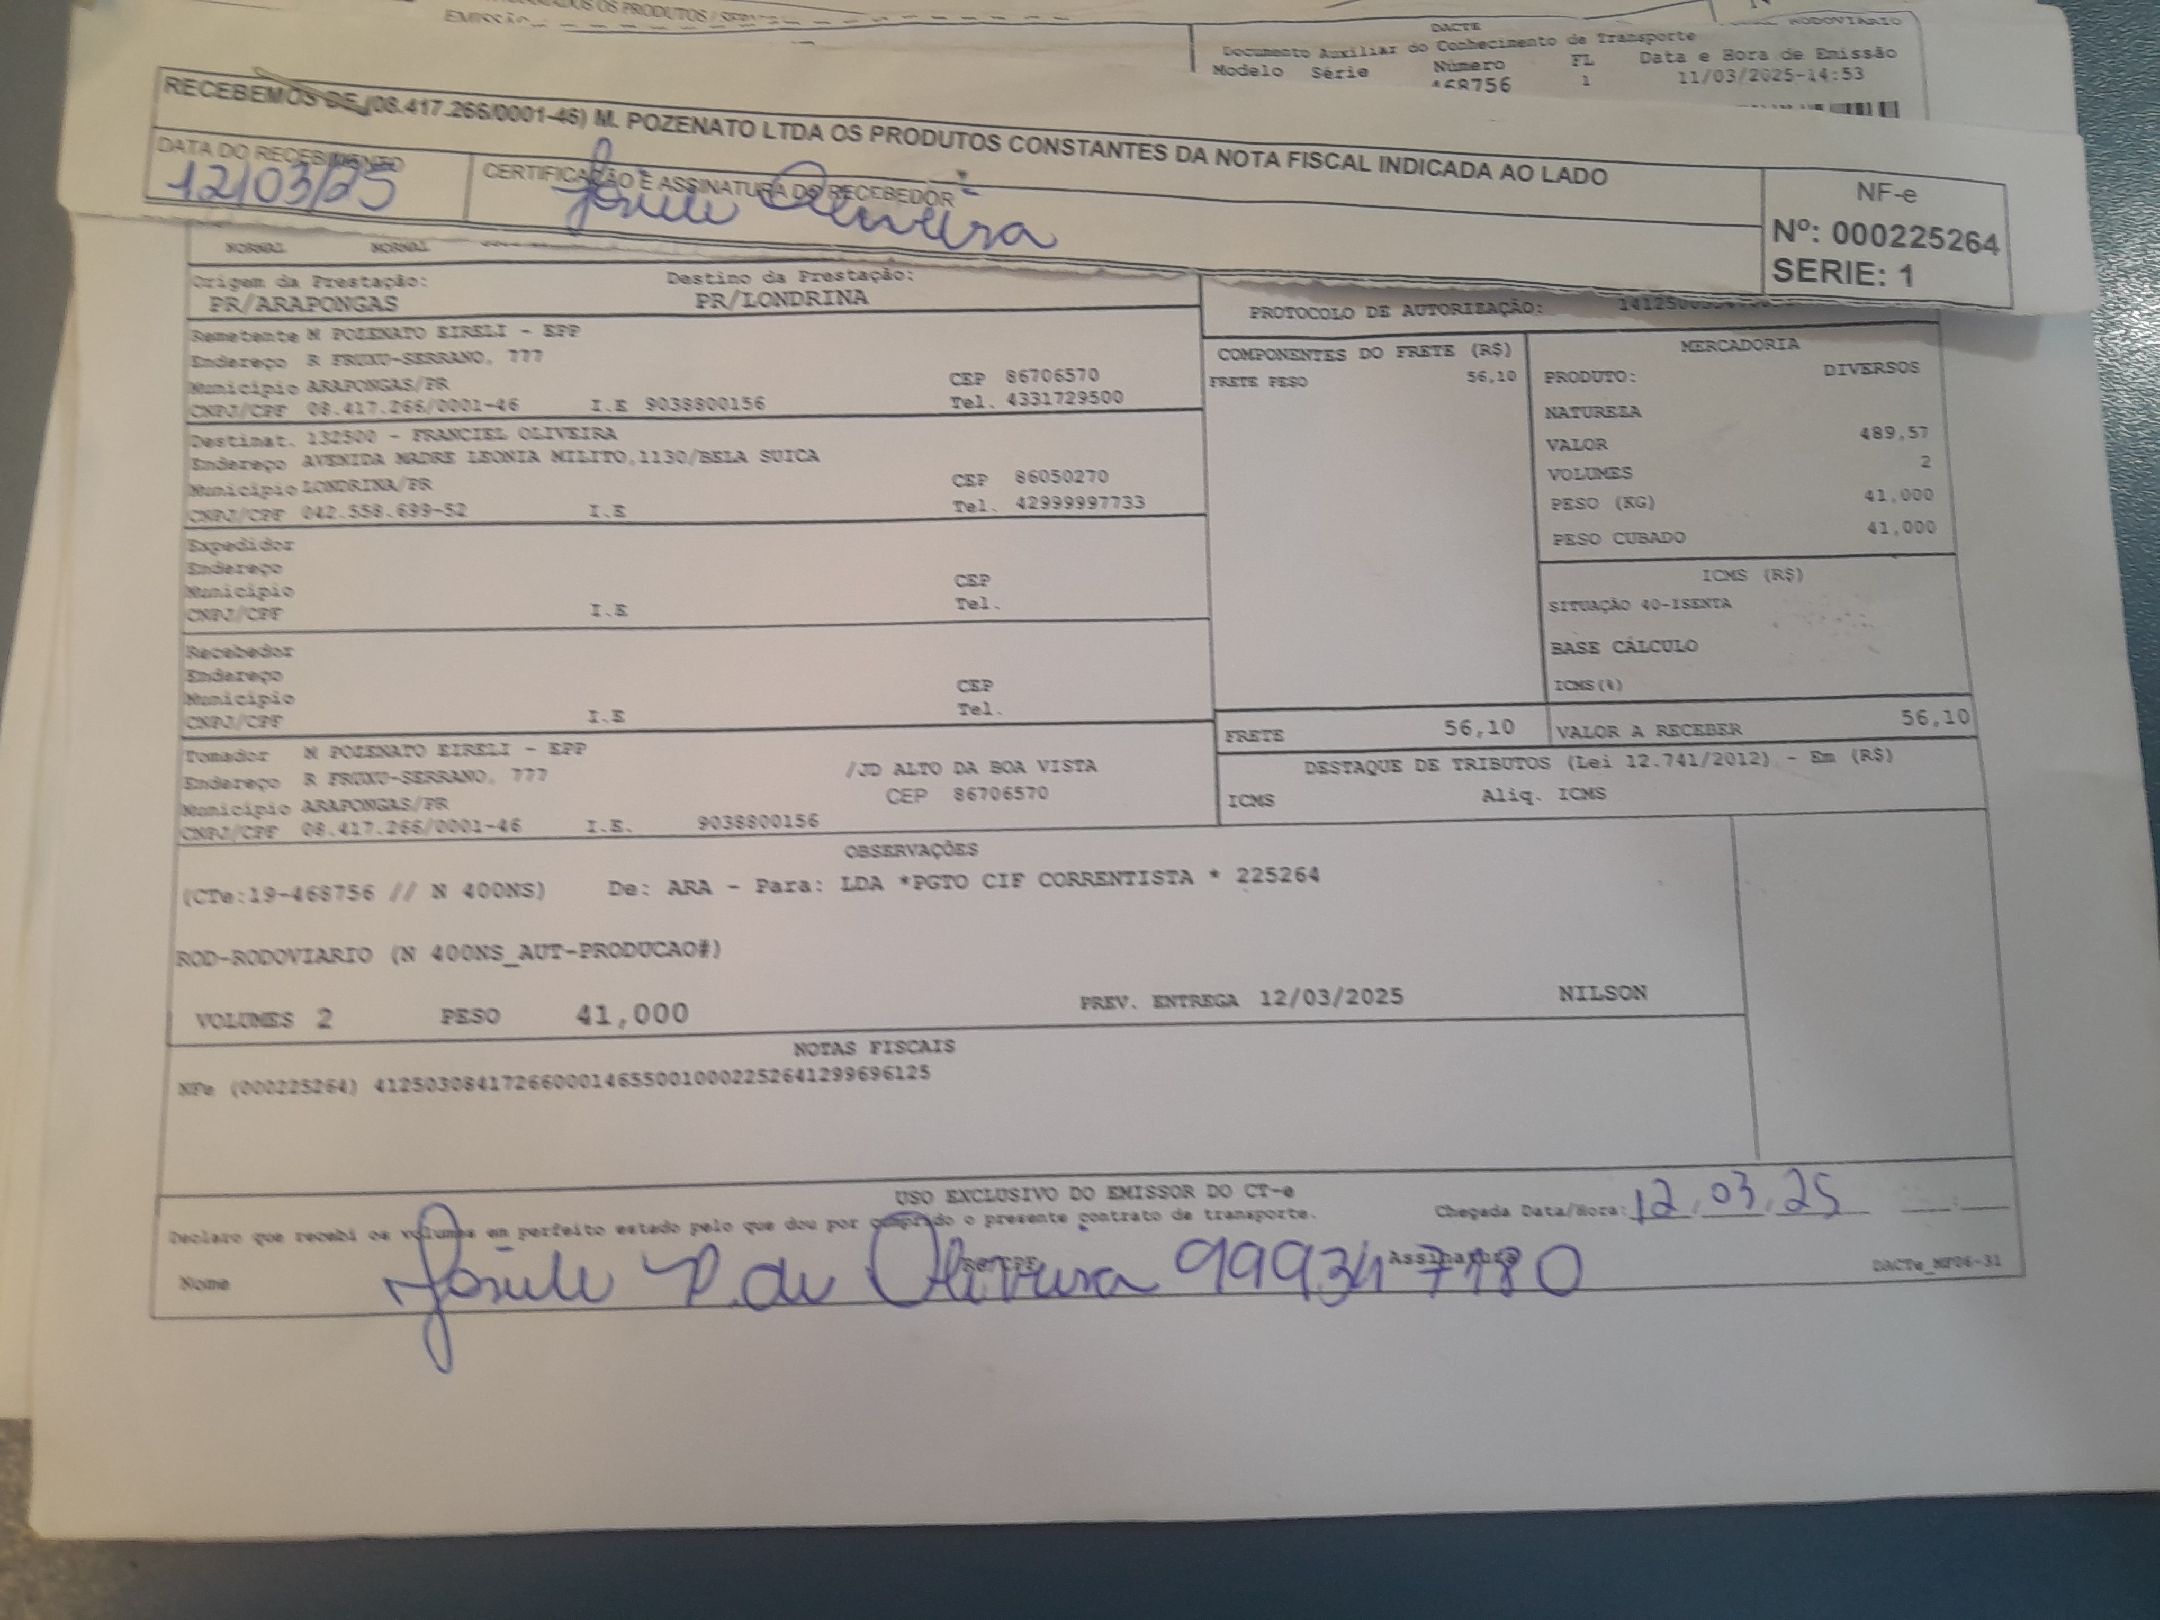 OS PRODUTOS /
EMISSÃO
DACTE
RODOVIÁRIO
Documento Auxiliar do Conhecimento de Transporte
Modelo Série Número FL Data e Hora de Emissão
468756 1 11/03/2025-14:53
RECEBEMOS DE (08.417.266/0001-46) M. POZENATO LTDA OS PRODUTOS CONSTANTES DA NOTA FISCAL INDICADA AO LADO
DATA DO RECEBIMENTO
12/03/25
CERTIFICAÇÃO E ASSINATURA DO RECEBEDOR
Josieli Oliveira
NF-e
Nº: 000225264
SERIE: 1
NORMAL NORMAL
Origem da Prestação: Destino da Prestação:
PR/ARAPONGAS PR/LONDRINA
PROTOCOLO DE AUTORIZAÇÃO:
Remetente M POZENATO EIRELI - EPP
Endereço R FRUXU-SERRANO, 777
Município ARAPONGAS/PR CEP 86706570
CNPJ/CPF 08.417.266/0001-46 I.E 9038800156 Tel. 4331729500
Destinat. 132500 - FRANCIEL OLIVEIRA
Endereço AVENIDA MADRE LEONIA MILITO,1130/BELA SUICA
Município LONDRINA/PR CEP 86050270
CNPJ/CPF 042.558.699-52 I.E Tel. 42999997733
Expedidor
Endereço
Município CEP
CNPJ/CPF I.E Tel.
Recebedor
Endereço
Município CEP
CNPJ/CPF I.E Tel.
Tomador M POZENATO EIRELI - EPP
Endereço R FRUXU-SERRANO, 777 /JD ALTO DA BOA VISTA
Município ARAPONGAS/PR CEP 86706570
CNPJ/CPF 08.417.266/0001-46 I.E. 9038800156
COMPONENTES DO FRETE (R$)
FRETE PESO 56,10
MERCADORIA
PRODUTO: DIVERSOS
NATUREZA
VALOR 489,57
VOLUMES 2
PESO (KG) 41,000
PESO CUBADO 41,000
ICMS (R$)
SITUAÇÃO 40-ISENTA
BASE CÁLCULO
ICMS(%)
FRETE 56,10 VALOR A RECEBER 56,10
DESTAQUE DE TRIBUTOS (Lei 12.741/2012) - Em (R$)
ICMS Aliq. ICMS
OBSERVAÇÕES
(CTe:19-468756 // N 400NS) De: ARA - Para: LDA *PGTO CIF CORRENTISTA * 225264
ROD-RODOVIARIO (N 400NS_AUT-PRODUCAO#)
VOLUMES 2 PESO 41,000 PREV. ENTREGA 12/03/2025 NILSON
NOTAS FISCAIS
NFe (000225264) 41250308417266000146550010002252641299696125
USO EXCLUSIVO DO EMISSOR DO CT-e
Declaro que recebi os volumes em perfeito estado pelo que dou por cumprido o presente contrato de transporte. Chegada Data/Hora: 12.03.25
Nome Josieli P. de Oliveira RG/CPF Assinatura DACTe_MP06-31